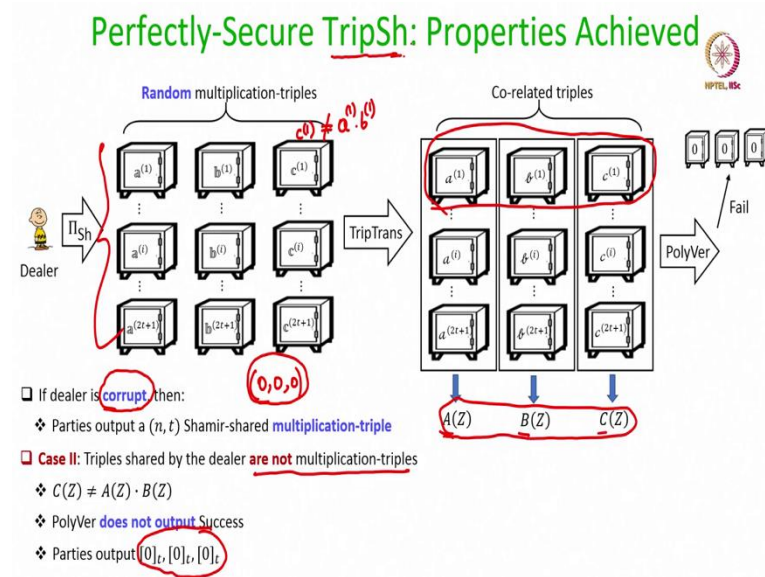 Perfectly-Secure TripSh: Properties Achieved
NPTEL, IISc
Random multiplication-triples
Co-related triples
c⁽¹⁾ ≠ a⁽¹⁾·b⁽¹⁾
a⁽¹⁾ b⁽¹⁾ c⁽¹⁾
a⁽¹⁾ b⁽¹⁾ c⁽¹⁾
0 0 0
Fail
Π_Sh
Dealer
a⁽ⁱ⁾ b⁽ⁱ⁾ c⁽ⁱ⁾
TripTrans
a⁽ⁱ⁾ b⁽ⁱ⁾ c⁽ⁱ⁾
PolyVer
a⁽²ᵗ⁺¹⁾ b⁽²ᵗ⁺¹⁾ c⁽²ᵗ⁺¹⁾
a⁽²ᵗ⁺¹⁾ b⁽²ᵗ⁺¹⁾ c⁽²ᵗ⁺¹⁾
(0,0,0)
If dealer is corrupt, then:
A(Z) B(Z) C(Z)
Parties output a (n, t) Shamir-shared multiplication-triple
Case II: Triples shared by the dealer are not multiplication-triples
C(Z) ≠ A(Z) · B(Z)
PolyVer does not output Success
Parties output [0]ₜ, [0]ₜ, [0]ₜ